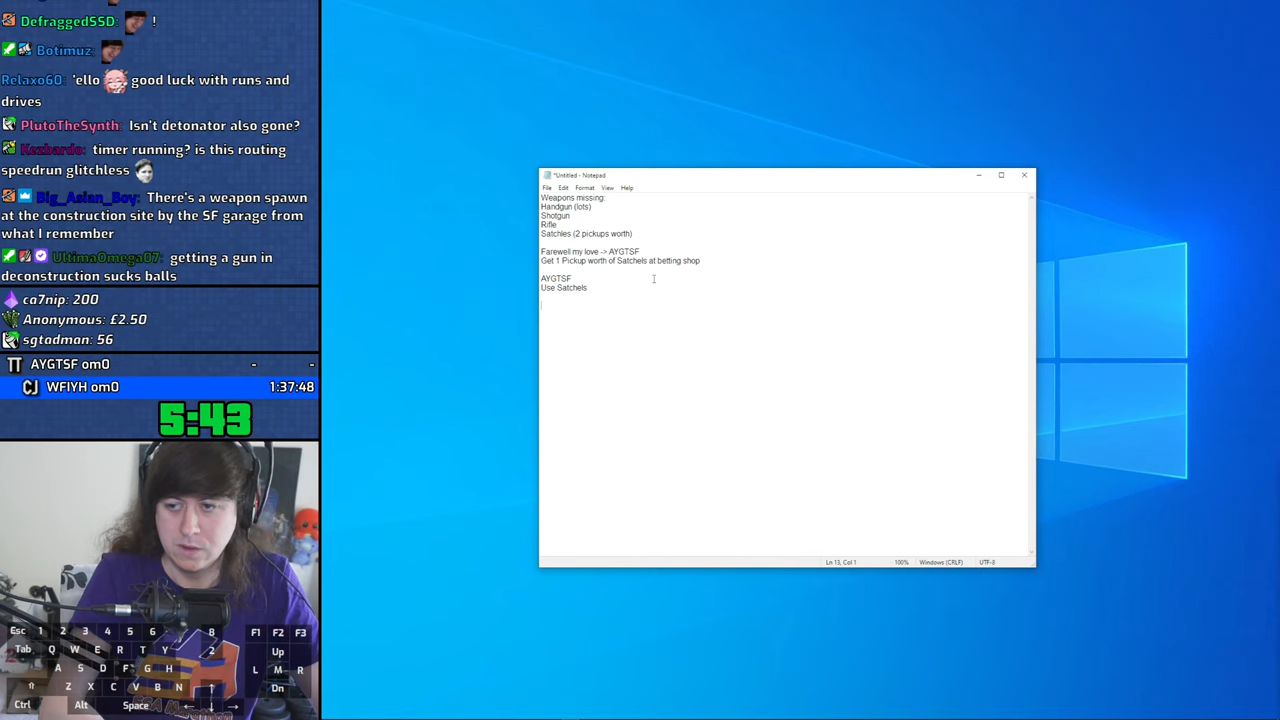 DefraggedSSD: !
Botimuz:
Relaxo60: 'ello good luck with runs and
drives
PlutoTheSynth: Isn't detonator also gone?
Kezbardo: timer running? is this routing
speedrun glitchless
Big_Asian_Boy: There's a weapon spawn
at the construction site by the SF garage from
what I remember
UltimaOmega07: getting a gun in
deconstruction sucks balls
ca7nip: 200
Anonymous: £2.50
sgtadman: 56
AYGTSF om0 - -
CJ WFIYH om0 1:37:48
5:43
Esc 1 2 3 4 5 6 B F1 F2 F3
Tab Q W E R T Y 2 Up
A S D F G H L M R
Z X C V B N Dn
Ctrl Alt Space
*Untitled - Notepad
File Edit Format View Help
Weapons missing:
Handgun (lots)
Shotgun
Rifle
Satchles (2 pickups worth)
Farewell my love -> AYGTSF
Get 1 Pickup worth of Satchels at betting shop
AYGTSF
Use Satchels
Ln 13, Col 1 100% Windows (CRLF) UTF-8